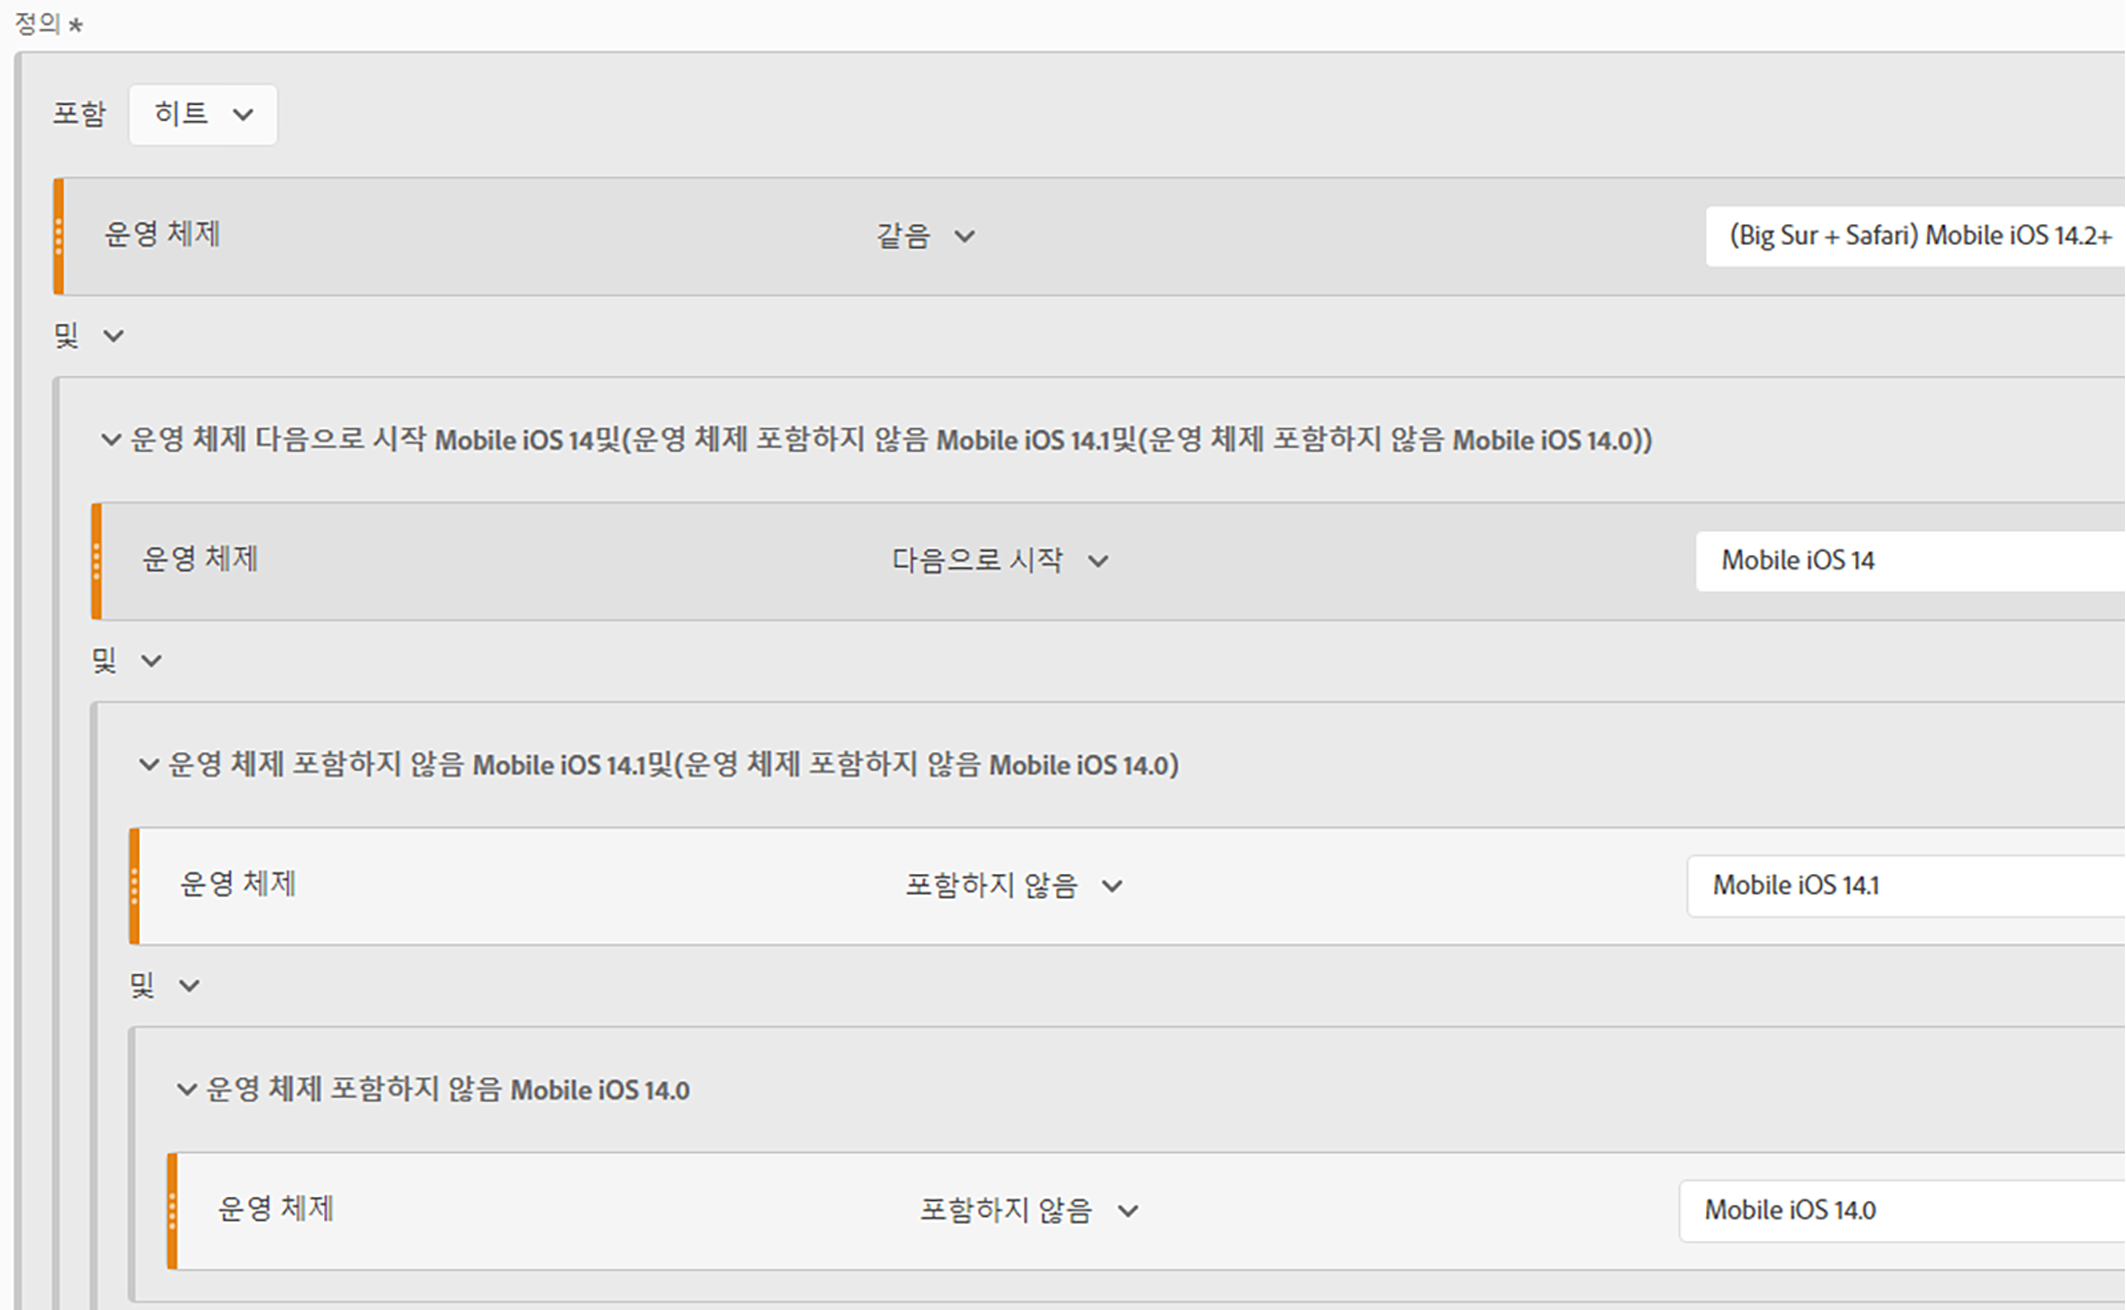 정의 *
포함 히트
운영 체제 같음 (Big Sur + Safari) Mobile iOS 14.2+
및
운영 체제 다음으로 시작 Mobile iOS 14및(운영 체제 포함하지 않음 Mobile iOS 14.1및(운영 체제 포함하지 않음 Mobile iOS 14.0))
운영 체제 다음으로 시작 Mobile iOS 14
및
운영 체제 포함하지 않음 Mobile iOS 14.1및(운영 체제 포함하지 않음 Mobile iOS 14.0)
운영 체제 포함하지 않음 Mobile iOS 14.1
및
운영 체제 포함하지 않음 Mobile iOS 14.0
운영 체제 포함하지 않음 Mobile iOS 14.0